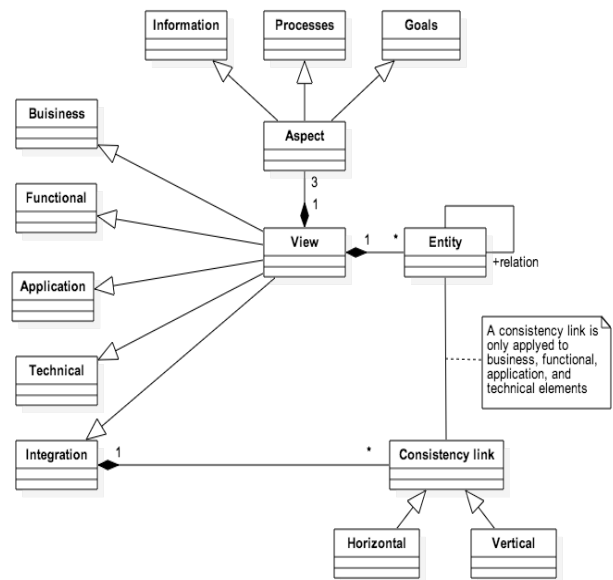 Information
Processes
Goals
Buisiness
Aspect
3
Functional
1
View
1
*
Entity
+relation
Application
A consistency link is
only applyed to
business, functional,
application, and
technical elements
Technical
Integration
1
*
Consistency link
Horizontal
Vertical